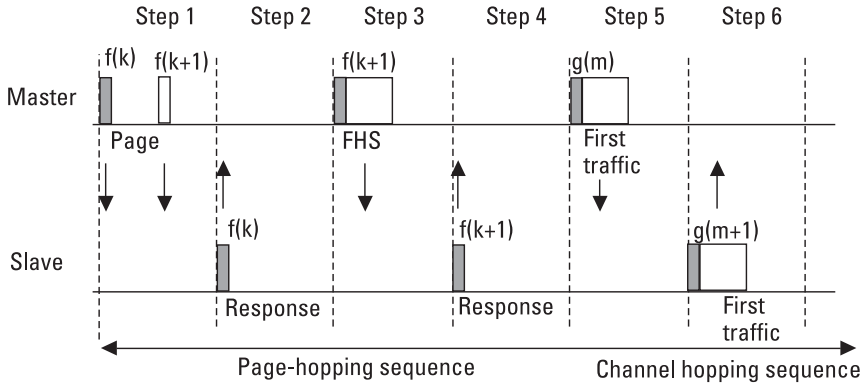 Step 1 Step 2 Step 3 Step 4 Step 5 Step 6
f(k) f(k+1) f(k+1) g(m)
Master
Page FHS First
traffic
f(k) f(k+1) g(m+1)
Slave
Response Response First
traffic
Page-hopping sequence Channel hopping sequence